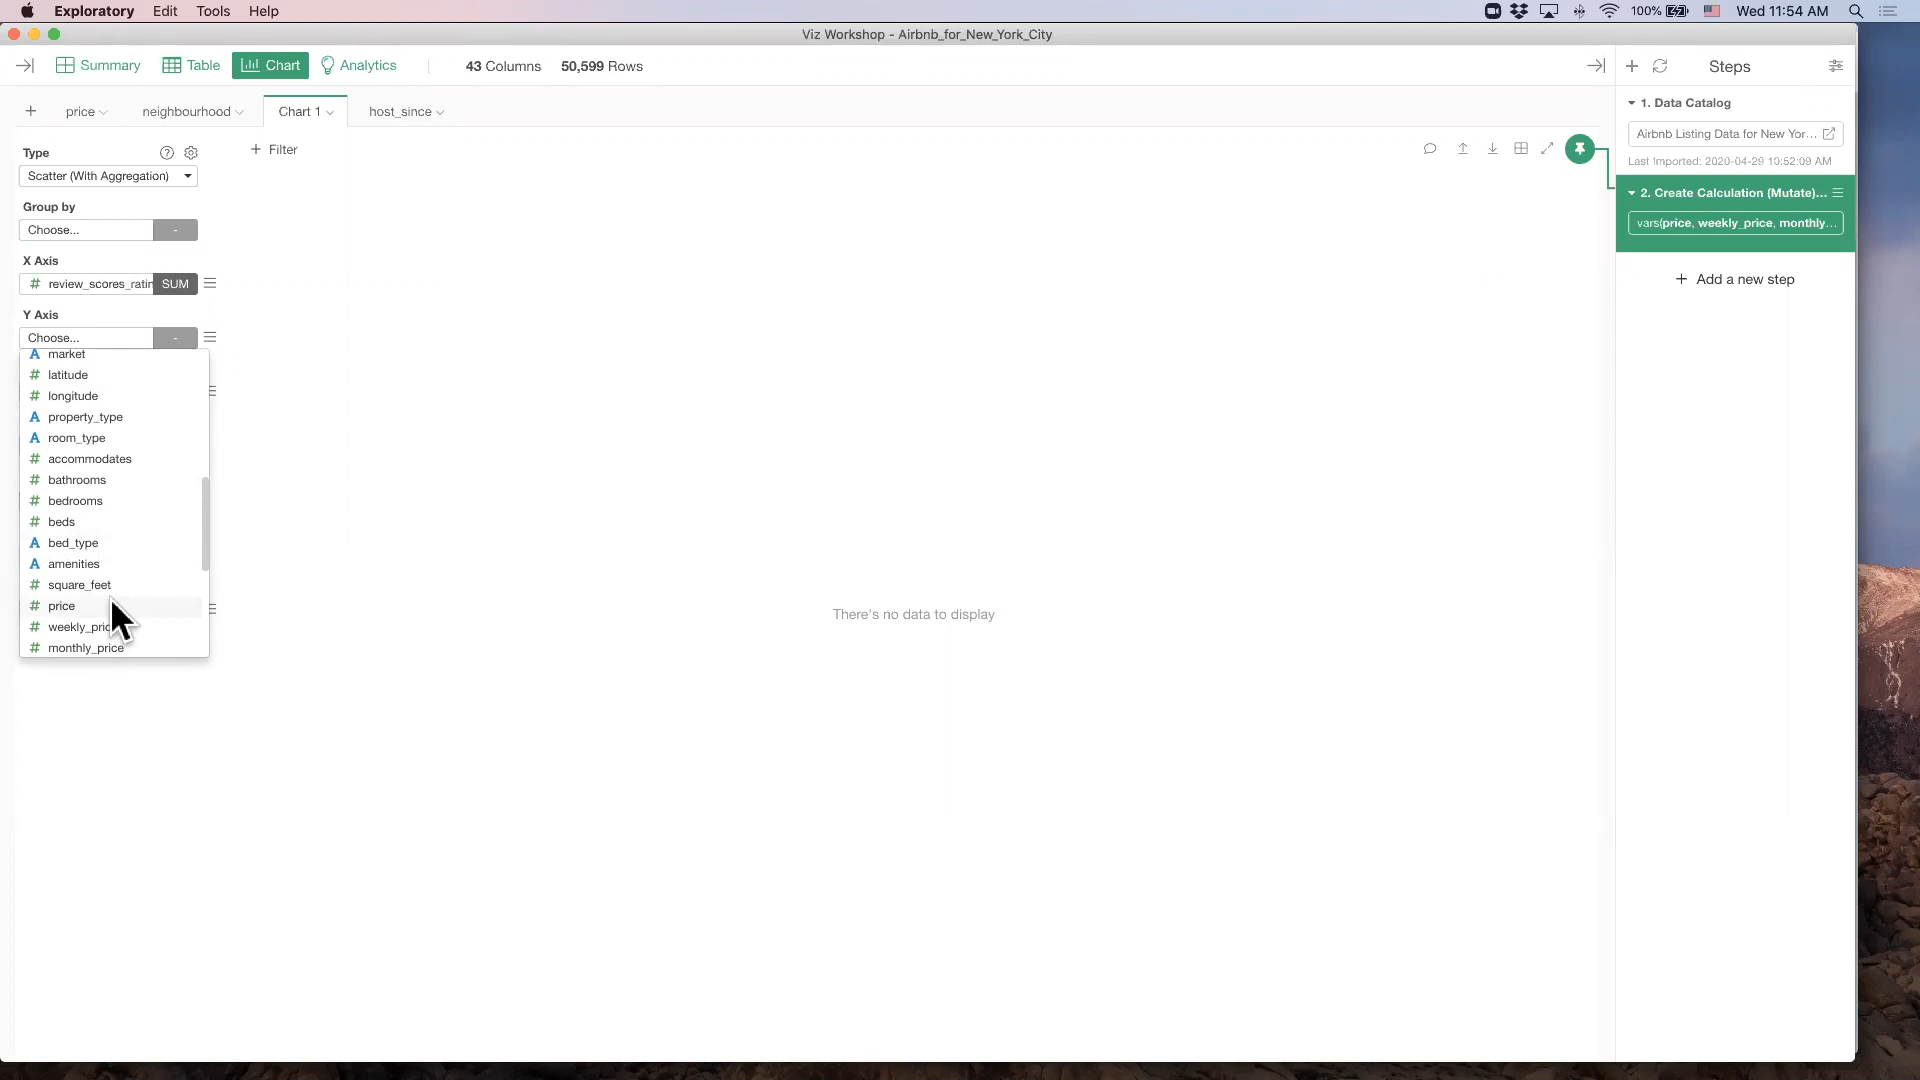 Exploratory Edit Tools Help 100% Wed 11:54 AM
Viz Workshop - Airbnb_for_New_York_City
Summary Table Chart Analytics 43 Columns 50,599 Rows Steps
price neighbourhood Chart 1 host_since
1. Data Catalog
Airbnb Listing Data for New Yor...
Last Imported: 2020-04-29 10:52:09 AM
2. Create Calculation (Mutate)...
vars(price, weekly_price, monthly...
+ Add a new step
Type
+ Filter
Scatter (With Aggregation)
Group by
Choose... -
X Axis
# review_scores_ratin SUM
Y Axis
Choose... -
A market
# latitude
# longitude
A property_type
A room_type
# accommodates
# bathrooms
# bedrooms
# beds
A bed_type
A amenities
# square_feet
# price
# weekly_pric
# monthly_price
There's no data to display